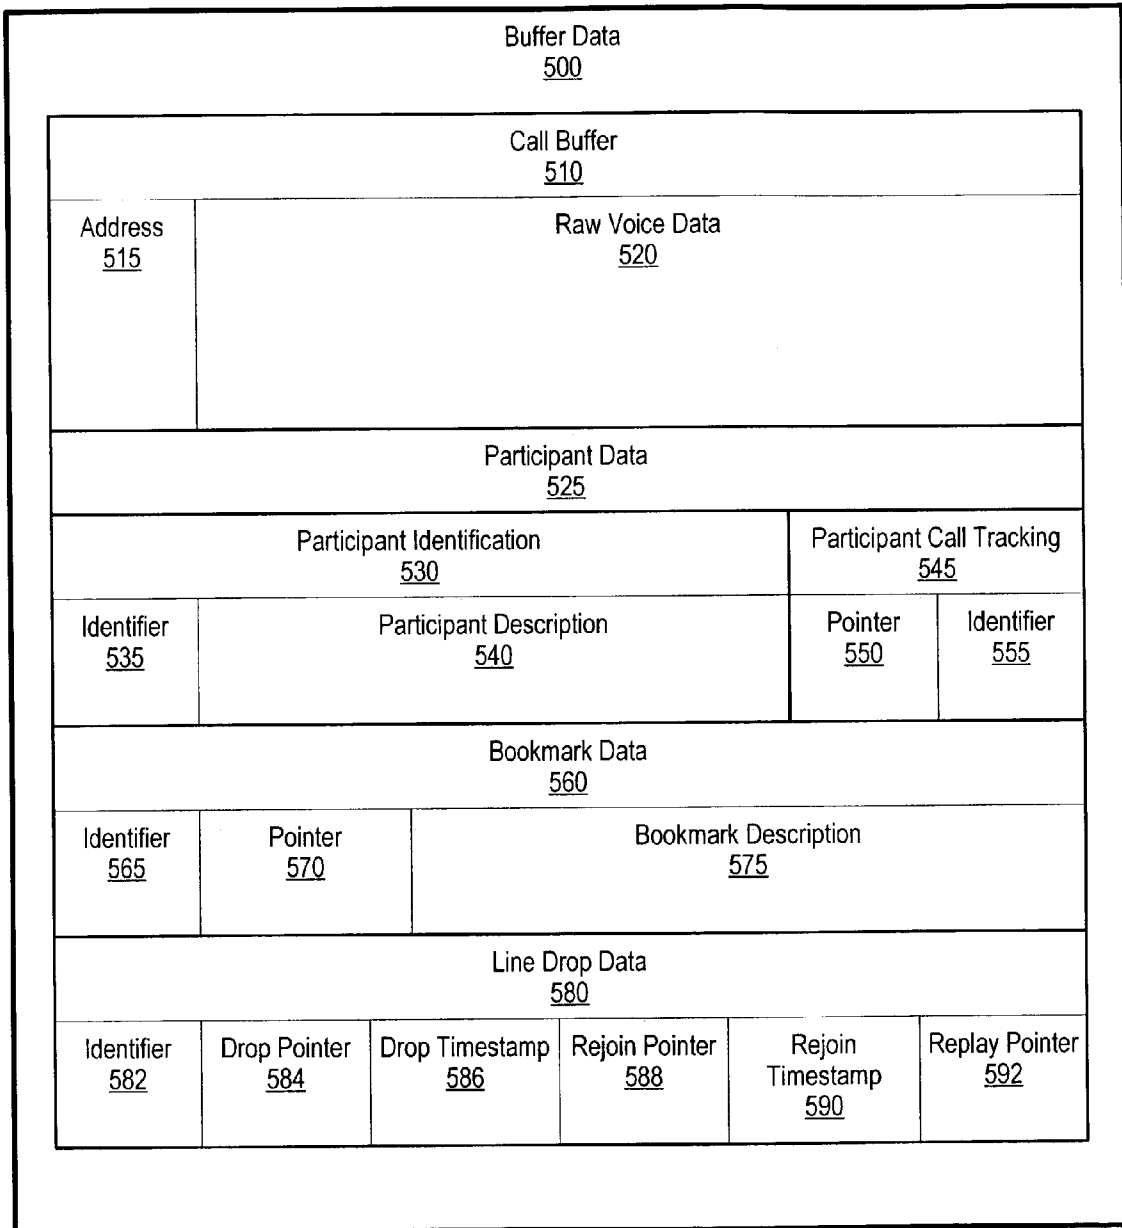 Buffer Data
500
Call Buffer
510
Address
515
Raw Voice Data
520
Participant Data
525
Participant Identification
530
Participant Call Tracking
545
Identifier
535
Participant Description
540
Pointer
550
Identifier
555
Bookmark Data
560
Identifier
565
Pointer
570
Bookmark Description
575
Line Drop Data
580
Identifier
582
Drop Pointer
584
Drop Timestamp
586
Rejoin Pointer
588
Rejoin
Timestamp
590
Replay Pointer
592